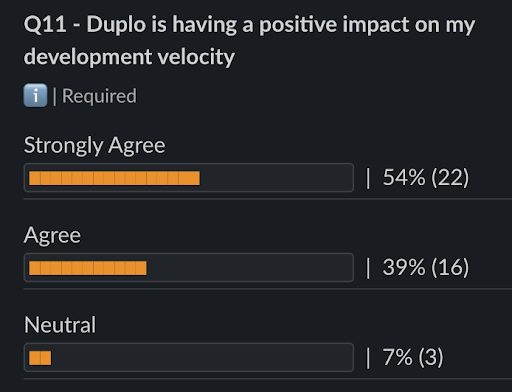 Q11 - Duplo is having a positive impact on my
development velocity
ℹ️ | Required
Strongly Agree
| 54% (22)
Agree
| 39% (16)
Neutral
| 7% (3)